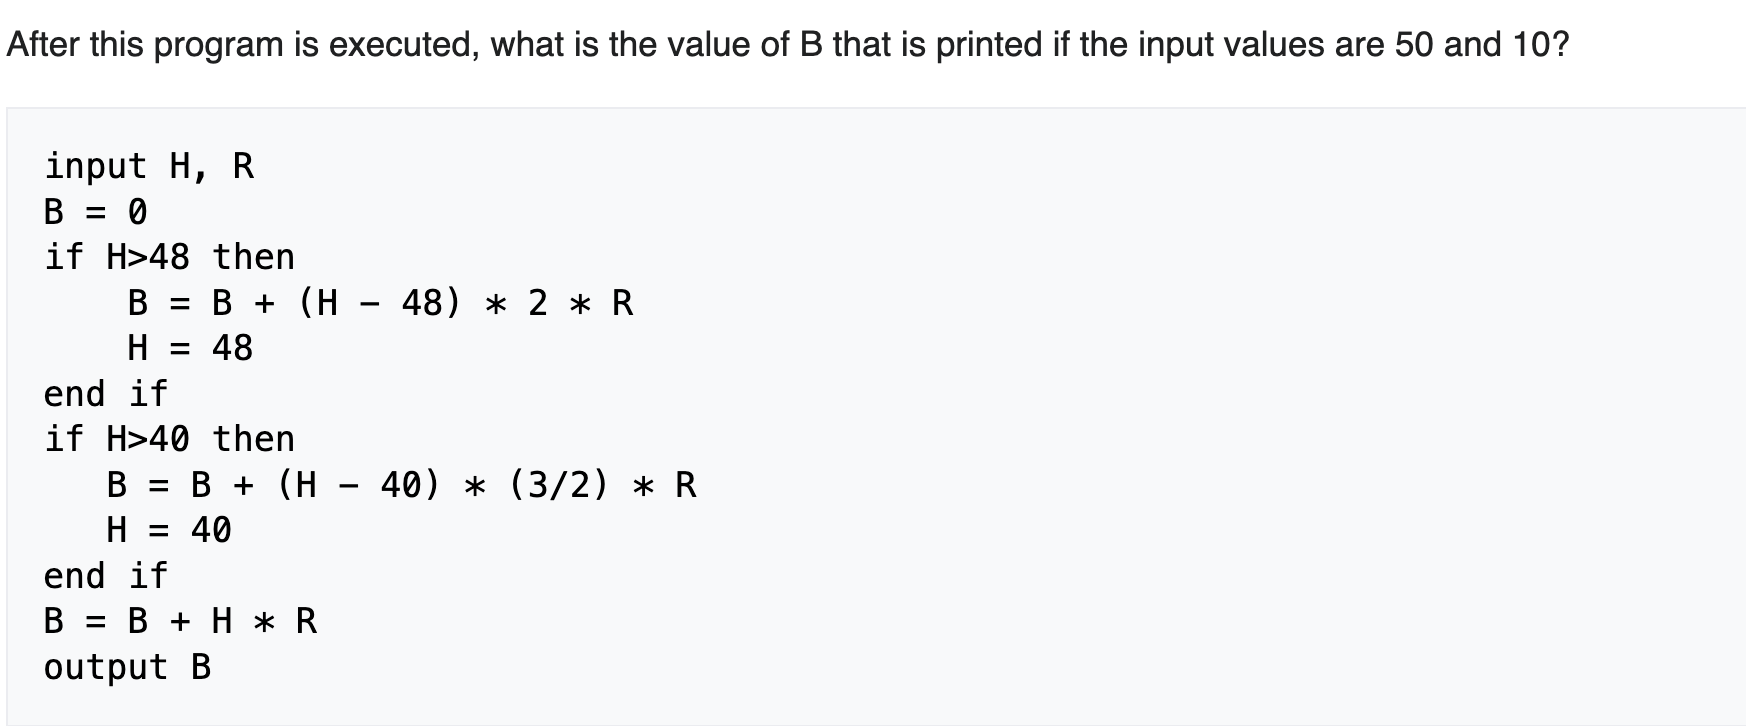 After this program is executed, what is the value of B that is printed if the input values are 50 and 10?
input H, R
B = 0
if H>48 then
    B = B + (H − 48) * 2 * R
    H = 48
end if
if H>40 then
   B = B + (H − 40) * (3/2) * R
   H = 40
end if
B = B + H * R
output B